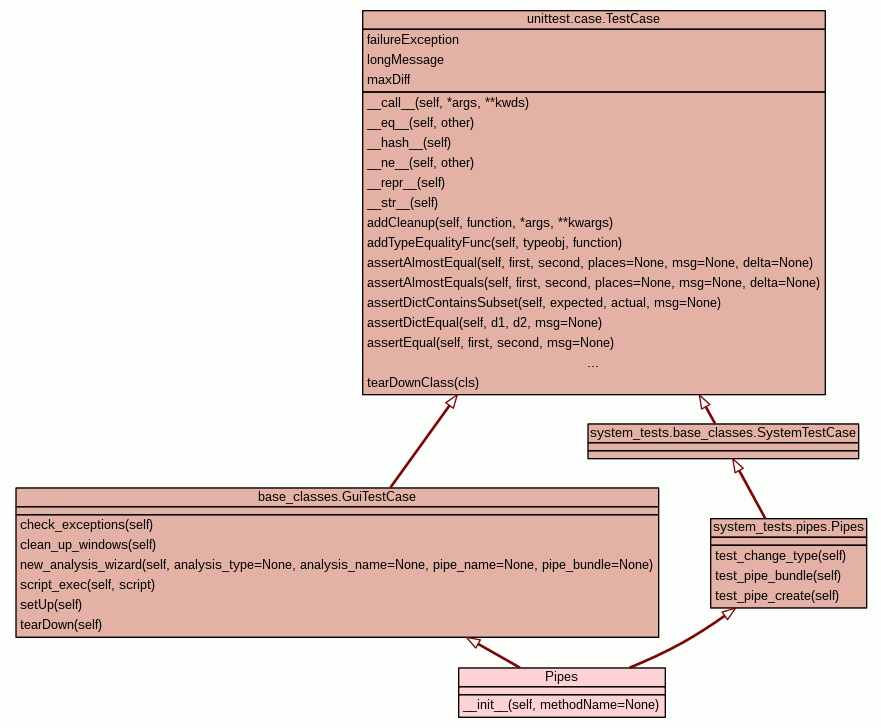 unittest.case.TestCase
failureException
longMessage
maxDiff
__call__(self, *args, **kwds)
__eq__(self, other)
__hash__(self)
__ne__(self, other)
__repr__(self)
__str__(self)
addCleanup(self, function, *args, **kwargs)
addTypeEqualityFunc(self, typeobj, function)
assertAlmostEqual(self, first, second, places=None, msg=None, delta=None)
assertAlmostEquals(self, first, second, places=None, msg=None, delta=None)
assertDictContainsSubset(self, expected, actual, msg=None)
assertDictEqual(self, d1, d2, msg=None)
assertEqual(self, first, second, msg=None)
...
tearDownClass(cls)
system_tests.base_classes.SystemTestCase
base_classes.GuiTestCase
check_exceptions(self)
clean_up_windows(self)
new_analysis_wizard(self, analysis_type=None, analysis_name=None, pipe_name=None, pipe_bundle=None)
script_exec(self, script)
setUp(self)
tearDown(self)
system_tests.pipes.Pipes
test_change_type(self)
test_pipe_bundle(self)
test_pipe_create(self)
Pipes
__init__(self, methodName=None)